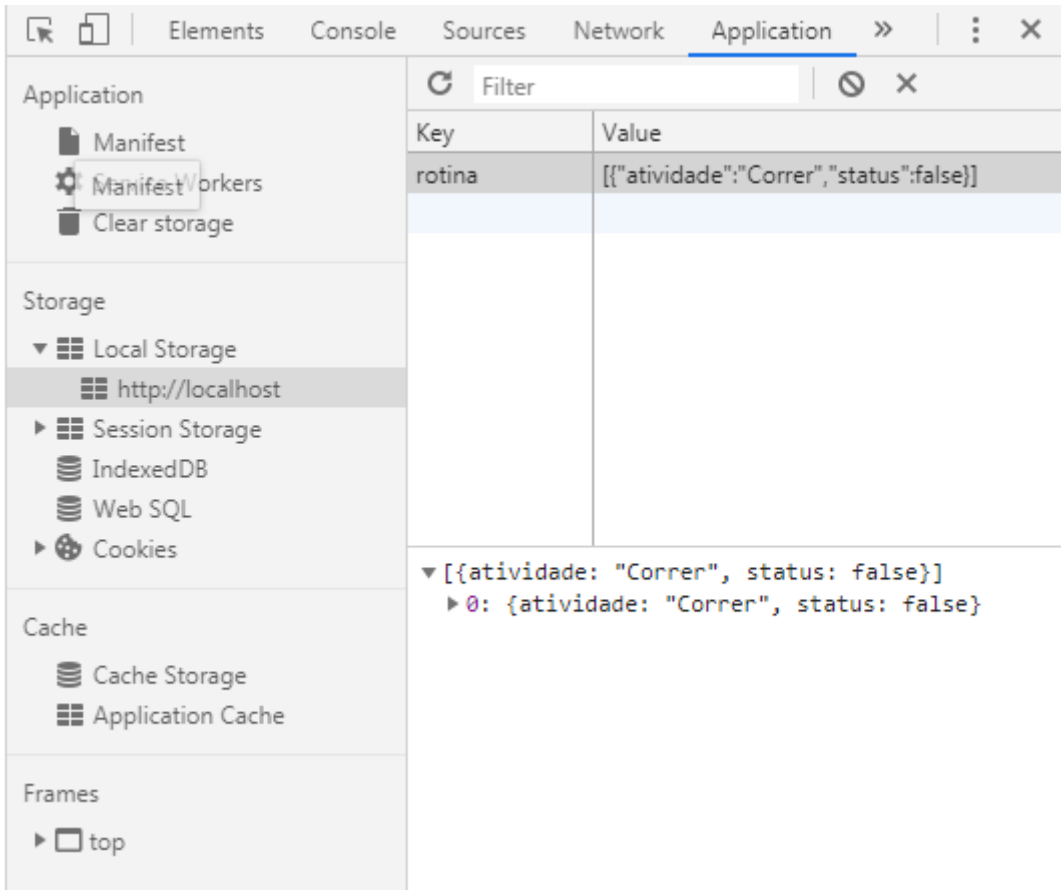 Elements Console Sources Network Application »
Application
Manifest
Service Workers
Manifest
Clear storage
Storage
Local Storage
http://localhost
Session Storage
IndexedDB
Web SQL
Cookies
Cache
Cache Storage
Application Cache
Frames
top
Filter
Key Value
rotina [{"atividade":"Correr","status":false}]
[{atividade: "Correr", status: false}]
0: {atividade: "Correr", status: false}